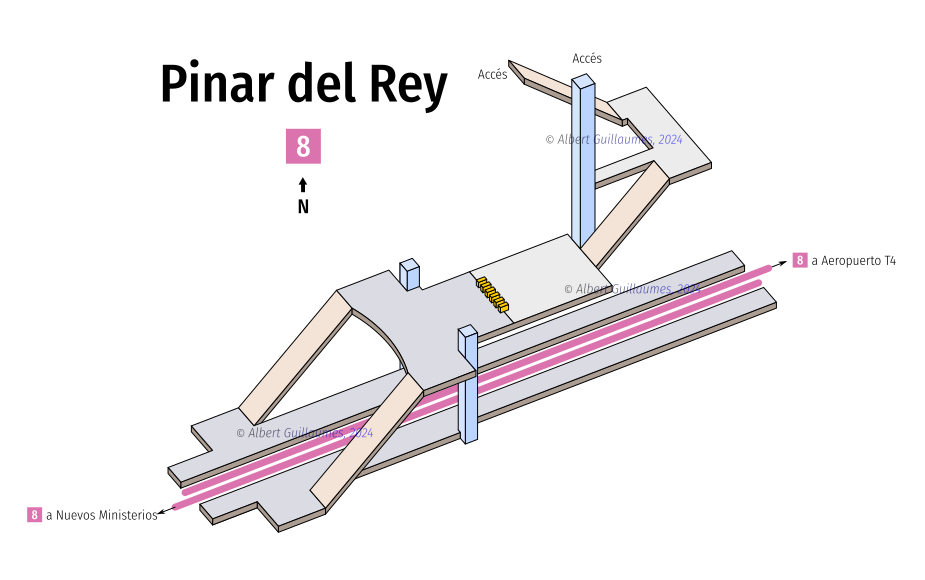 Accés
Accés
Pinar del Rey
8
N
© Albert Guillaumes, 2024
8 a Aeropuerto T4
© Albert Guillaumes, 2024
© Albert Guillaumes, 2024
8 a Nuevos Ministerios